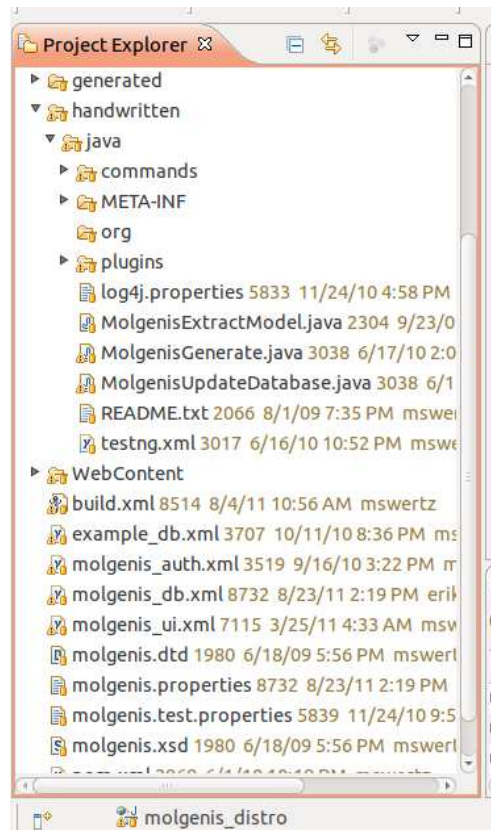 Project Explorer
generated
handwritten
java
commands
META-INF
org
plugins
log4j.properties 5833 11/24/10 4:58 PM
MolgenisExtractModel.java 2304 9/23/0
MolgenisGenerate.java 3038 6/17/10 2:0
MolgenisUpdateDatabase.java 3038 6/1
README.txt 2066 8/1/09 7:35 PM mswe
testng.xml 3017 6/16/10 10:52 PM mswe
WebContent
build.xml 8514 8/4/11 10:56 AM mswertz
example_db.xml 3707 10/11/10 8:36 PM ms
molgenis_auth.xml 3519 9/16/10 3:22 PM m
molgenis_db.xml 8732 8/23/11 2:19 PM erik
molgenis_ui.xml 7115 3/25/11 4:33 AM msw
molgenis.dtd 1980 6/18/09 5:56 PM mswert
molgenis.properties 8732 8/23/11 2:19 PM
molgenis.test.properties 5839 11/24/10 9:5
molgenis.xsd 1980 6/18/09 5:56 PM mswert
molgenis_distro